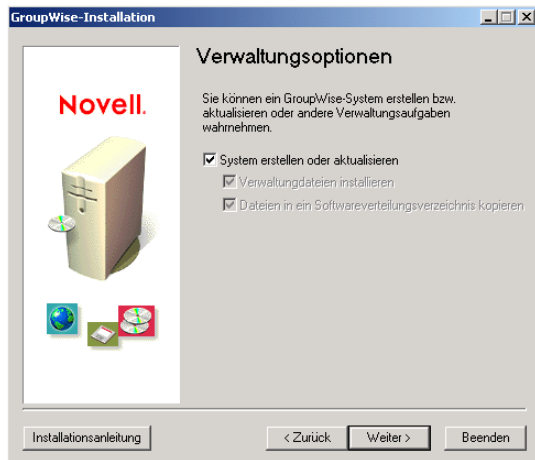 GroupWise-Installation
Novell.
Verwaltungsoptionen
Sie können ein GroupWise-System erstellen bzw.
aktualisieren oder andere Verwaltungsaufgaben
wahrnehmen.
System erstellen oder aktualisieren
Verwaltungdateien installieren
Dateien in ein Softwareverteilungsverzeichnis kopieren
Installationsanleitung
< Zurück
Weiter >
Beenden